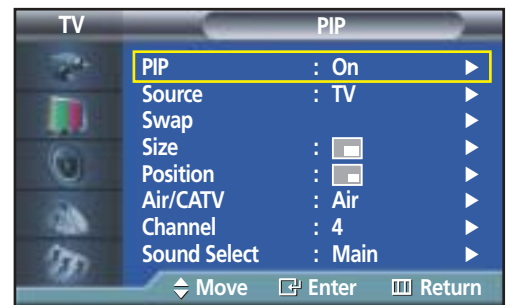 TV PIP
PIP : On
Source : TV
Swap
Size :
Position :
Air/CATV : Air
Channel : 4
Sound Select : Main
Move Enter Return